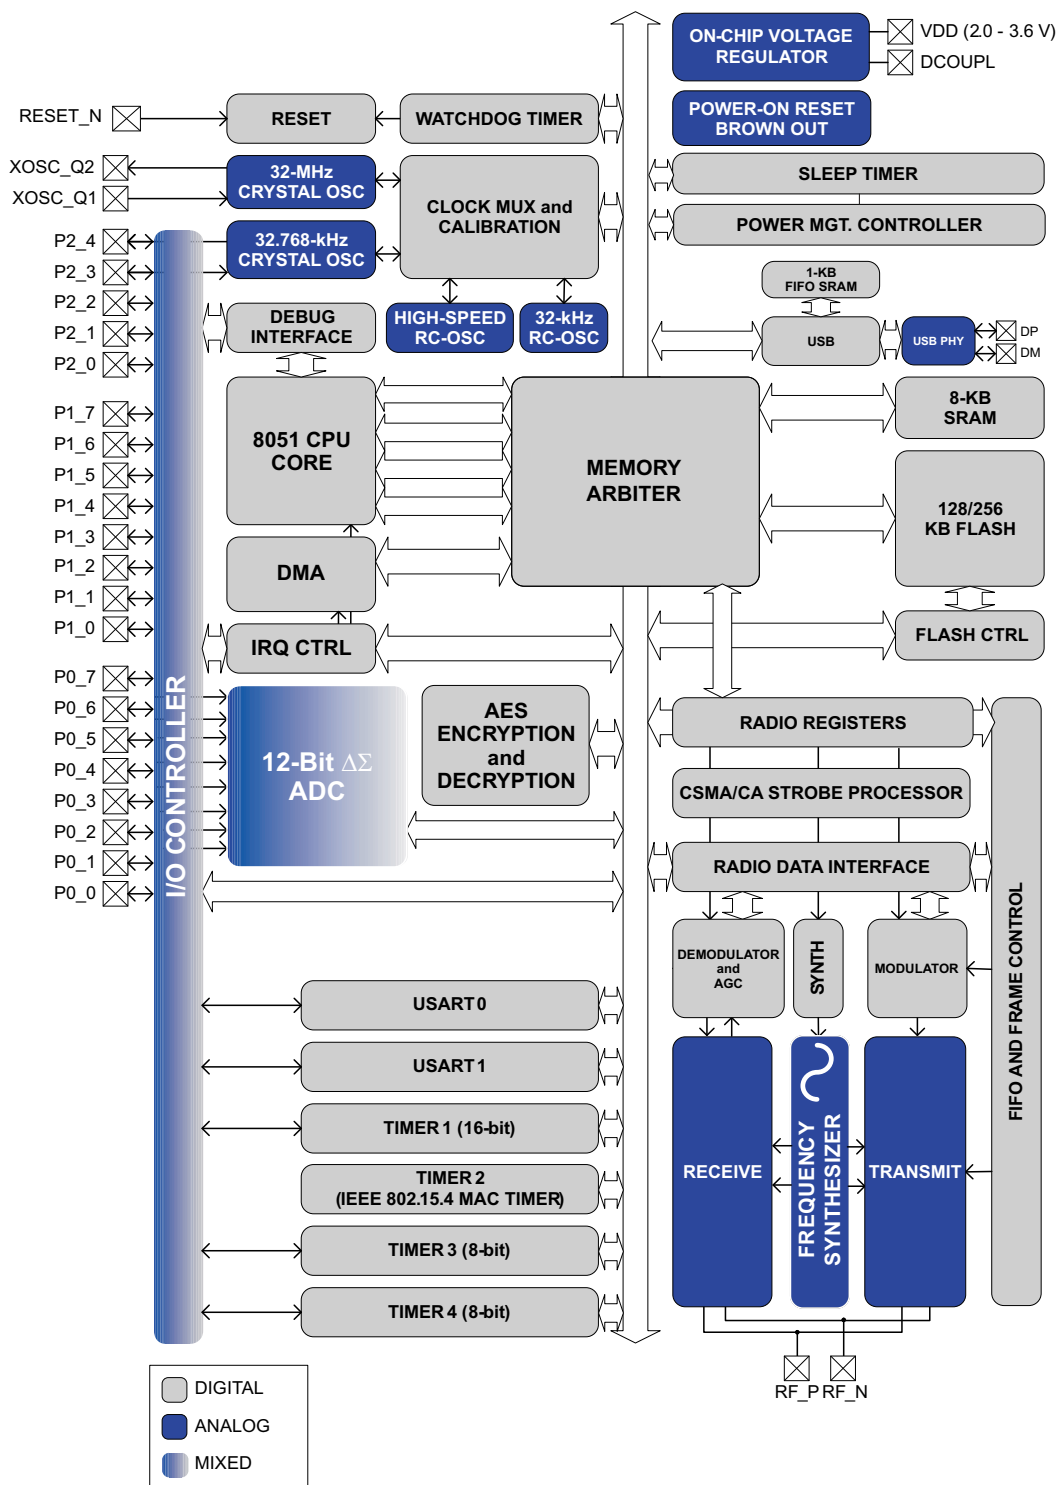 ON-CHIP VOLTAGE
REGULATOR
VDD (2.0 - 3.6 V)
DCOUPL
POWER-ON RESET
BROWN OUT
RESET_N
RESET
WATCHDOG TIMER
XOSC_Q2
XOSC_Q1
32-MHz
CRYSTAL OSC
CLOCK MUX and
CALIBRATION
SLEEP TIMER
POWER MGT. CONTROLLER
32.768-kHz
CRYSTAL OSC
P2_4
P2_3
P2_2
P2_1
P2_0
DEBUG
INTERFACE
HIGH-SPEED
RC-OSC
32-kHz
RC-OSC
1-KB
FIFO SRAM
USB
USB PHY
DP
DM
P1_7
P1_6
P1_5
P1_4
P1_3
P1_2
P1_1
P1_0
8051 CPU
CORE
MEMORY
ARBITER
8-KB
SRAM
128/256
KB FLASH
DMA
IRQ CTRL
FLASH CTRL
P0_7
P0_6
P0_5
P0_4
P0_3
P0_2
P0_1
P0_0
I/O CONTROLLER
12-Bit ΔΣ
ADC
AES
ENCRYPTION
and
DECRYPTION
RADIO REGISTERS
CSMA/CA STROBE PROCESSOR
RADIO DATA INTERFACE
FIFO AND FRAME CONTROL
DEMODULATOR
and
AGC
SYNTH
MODULATOR
USART 0
USART 1
TIMER 1 (16-bit)
TIMER 2
(IEEE 802.15.4 MAC TIMER)
TIMER 3 (8-bit)
TIMER 4 (8-bit)
RECEIVE
FREQUENCY
SYNTHESIZER
TRANSMIT
RF_P
RF_N
DIGITAL
ANALOG
MIXED